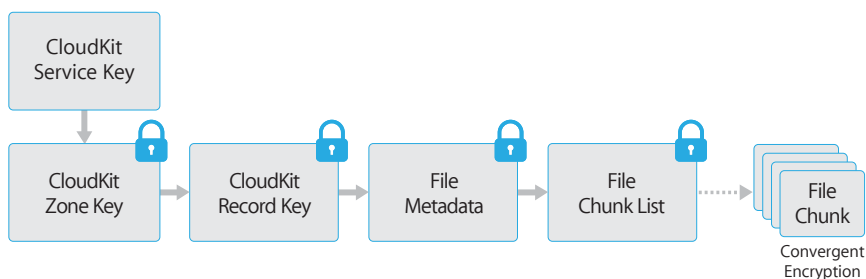 CloudKit
Service Key
CloudKit
Zone Key
CloudKit
Record Key
File
Metadata
File
Chunk List
File
Chunk
Convergent
Encryption